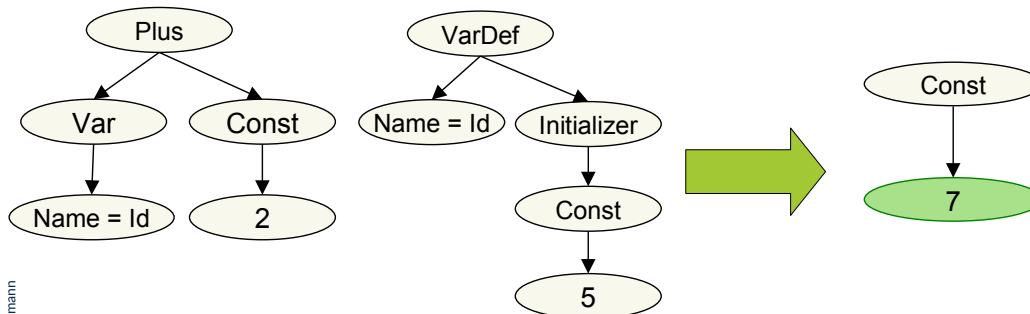 Plus
VarDef
Const
Var
Const
Name = Id
Initializer
Name = Id
2
Const
7
5
mann